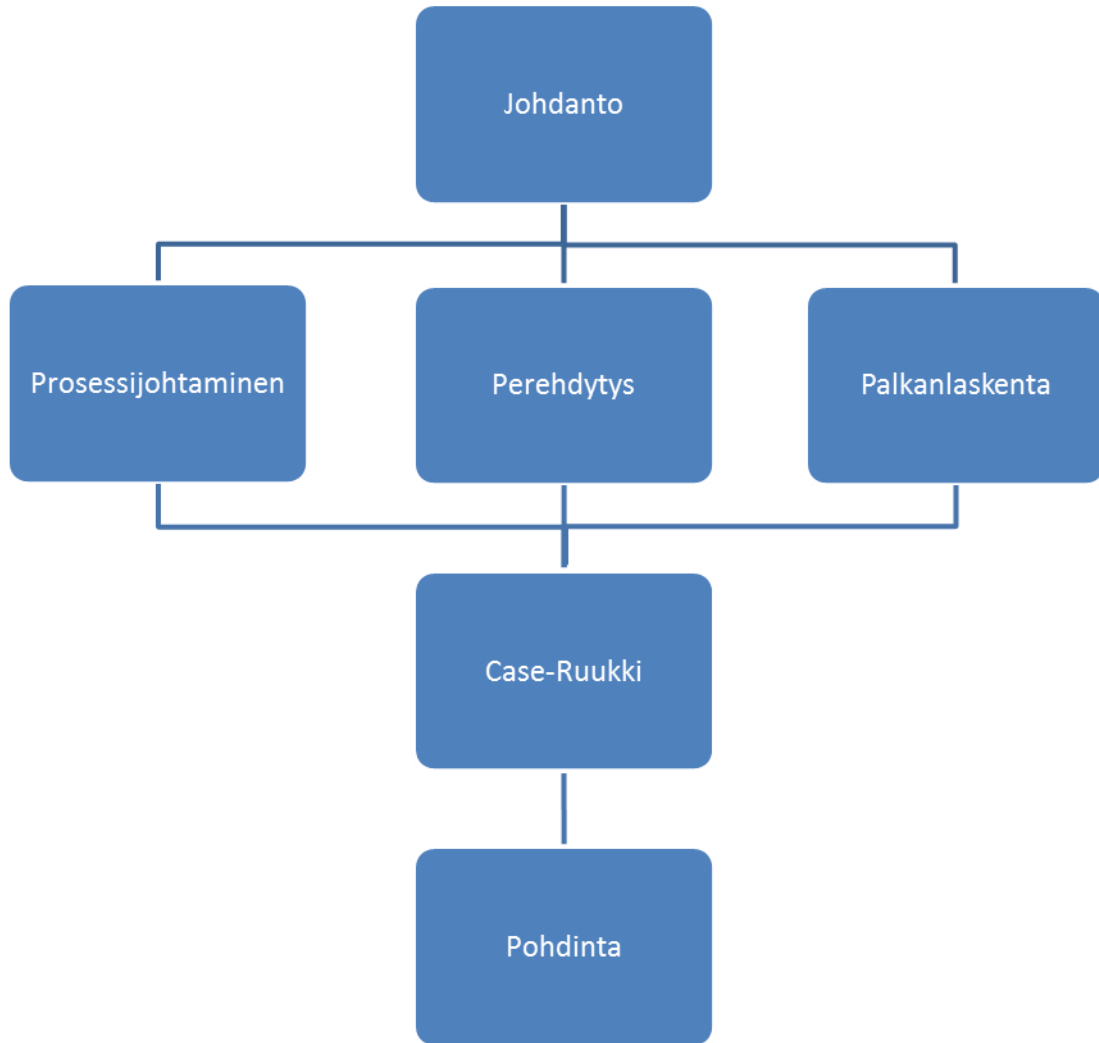 Johdanto
Prosessijohtaminen
Perehdytys
Palkanlaskenta
Case-Ruukki
Pohdinta